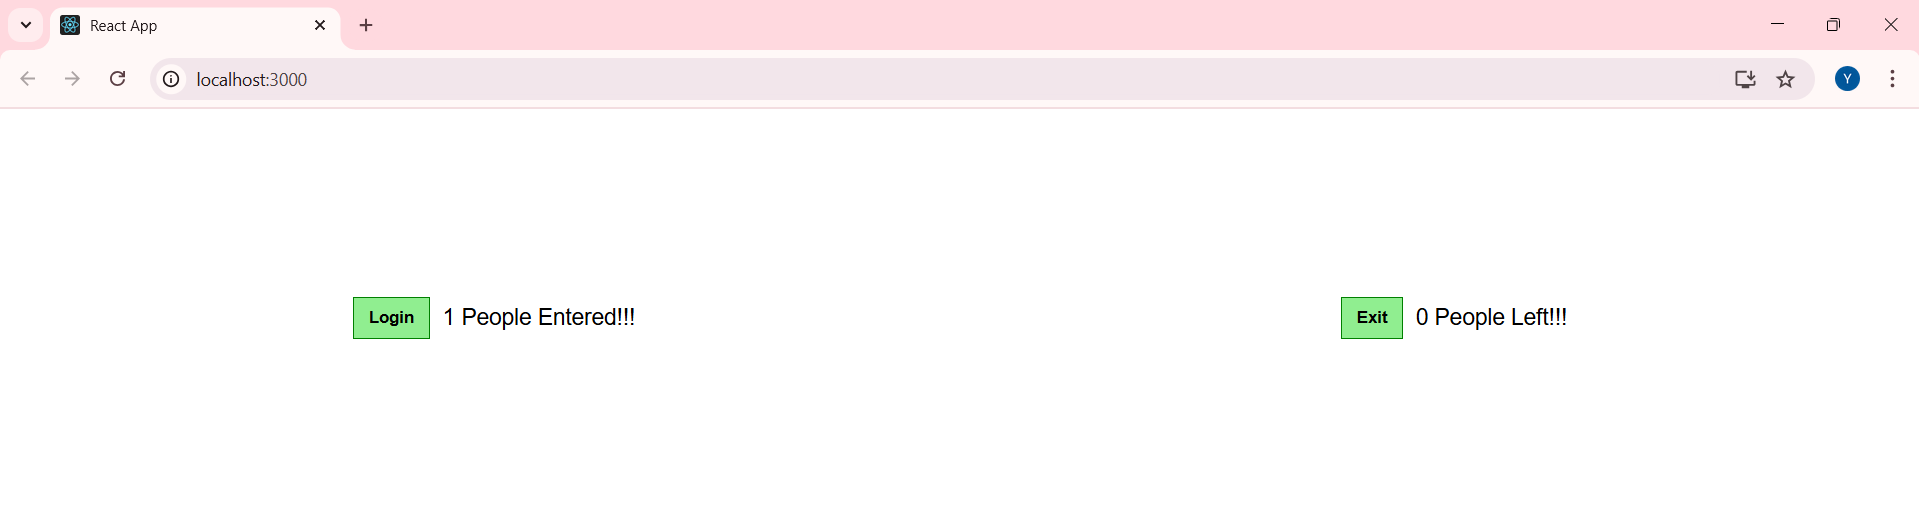 React App
localhost:3000
Y
Login 1 People Entered!!! Exit 0 People Left!!!